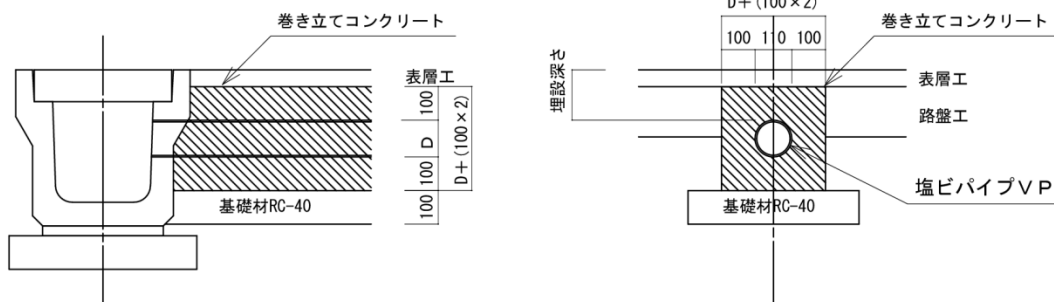 巻き立てコンクリート
表層工
100
D
100
D+(100×2)
100
基礎材RC-40
D+(100×2)
100 110 100
巻き立てコンクリート
埋設深さ
表層工
路盤工
塩ビパイプVP
基礎材RC-40